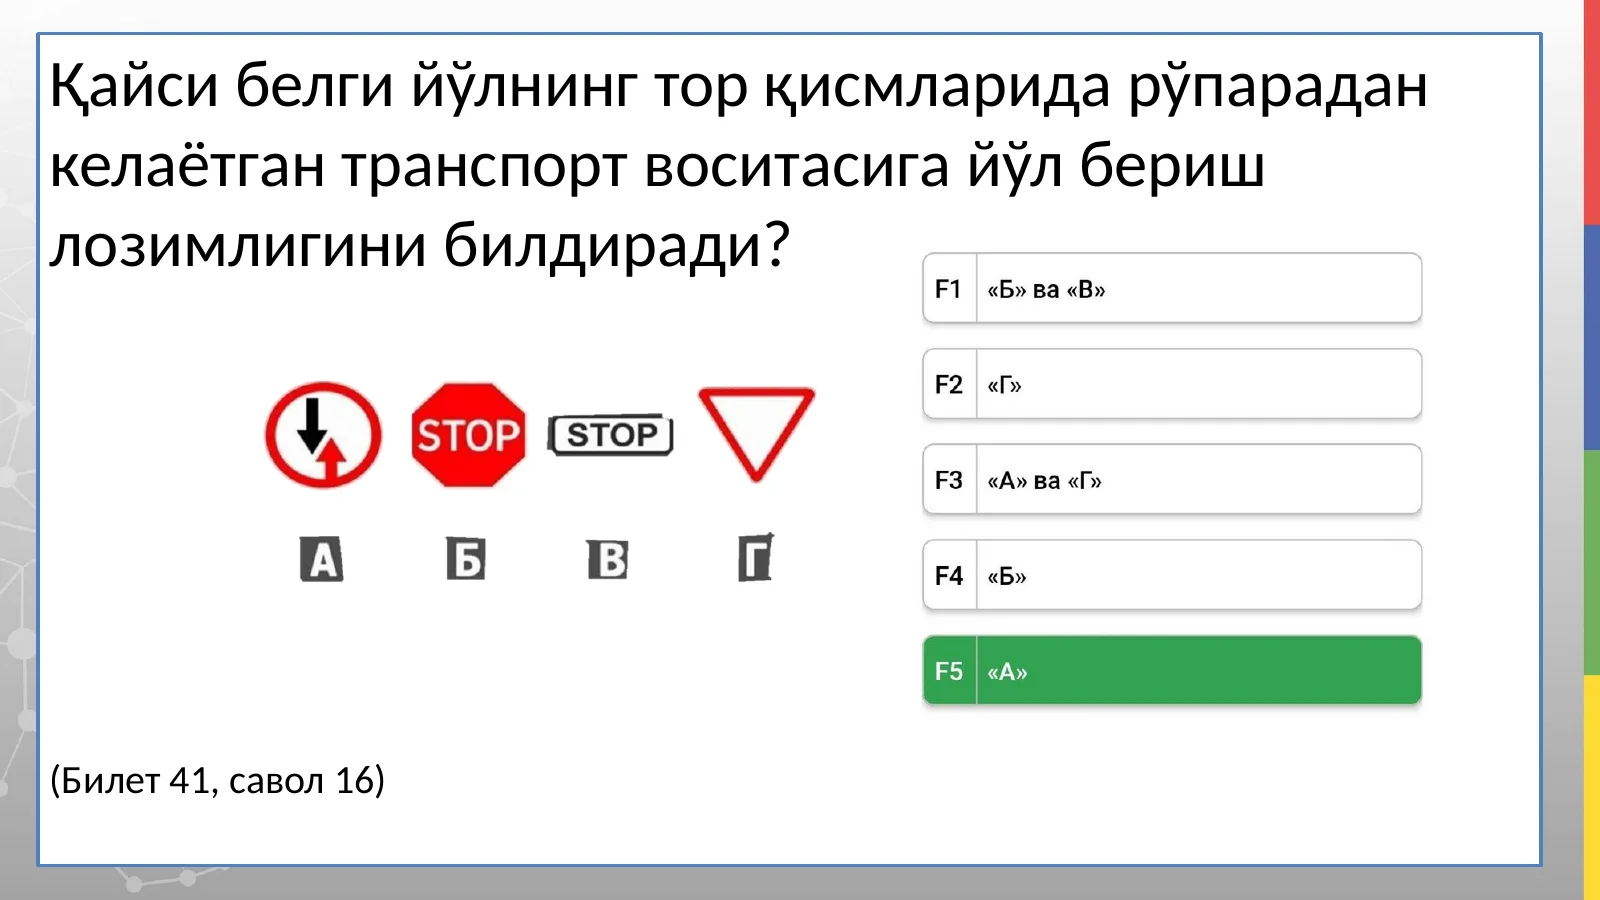 Қайси белги йўлнинг тор қисмларида рўпарадан
келаётган транспорт воситасига йўл бериш
лозимлигини билдиради?
F1 «Б» ва «В»
F2 «Г»
F3 «А» ва «Г»
F4 «Б»
F5 «А»
STOP STOP
А Б В Г
(Билет 41, савол 16)